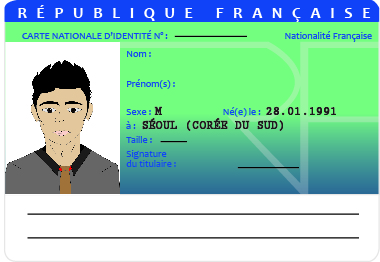 RÉPUBLIQUE FRANÇAISE
CARTE NATIONALE D'IDENTITÉ Nº : Nationalité Française
Nom :
Prénom(s) :
Sexe : M Né(e) le : 28.01.1991
à : SÉOUL (CORÉE DU SUD)
Taille :
Signature
du titulaire :